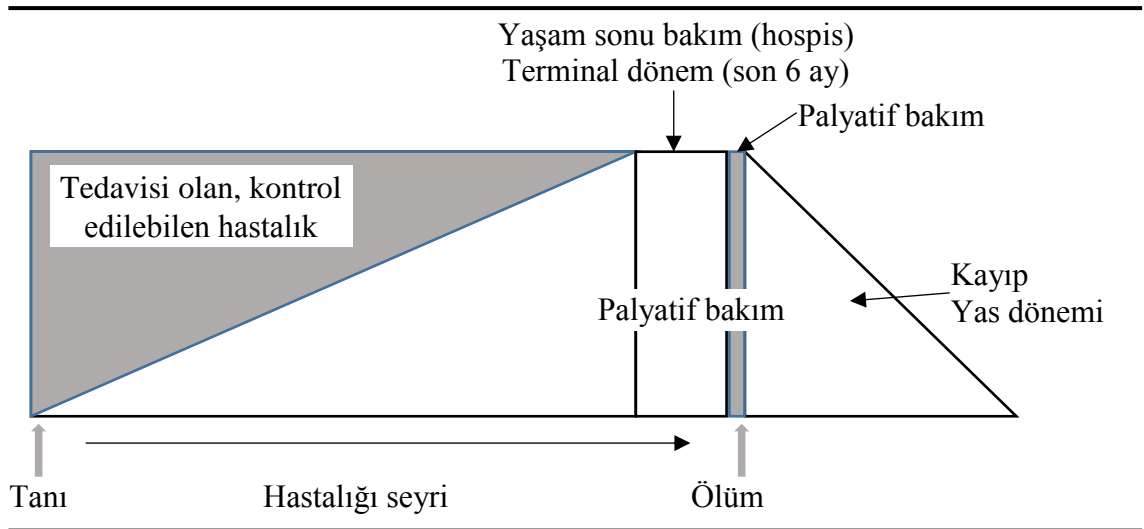 Yaşam sonu bakım (hospis)
Terminal dönem (son 6 ay)
Palyatif bakım
Tedavisi olan, kontrol
edilebilen hastalık
Palyatif bakım
Kayıp
Yas dönemi
Tanı
Hastalığı seyri
Ölüm